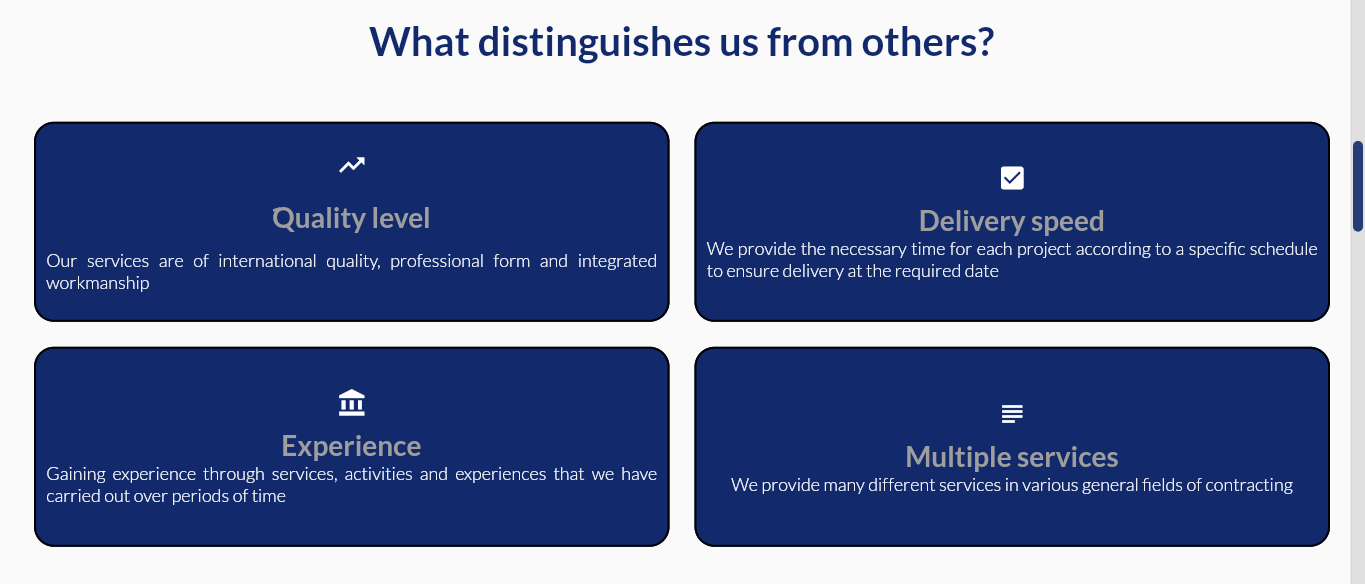 What distinguishes us from others?
Quality level
Our services are of international quality, professional form and integrated
workmanship
Delivery speed
We provide the necessary time for each project according to a specific schedule
to ensure delivery at the required date
Experience
Gaining experience through services, activities and experiences that we have
carried out over periods of time
Multiple services
We provide many different services in various general fields of contracting